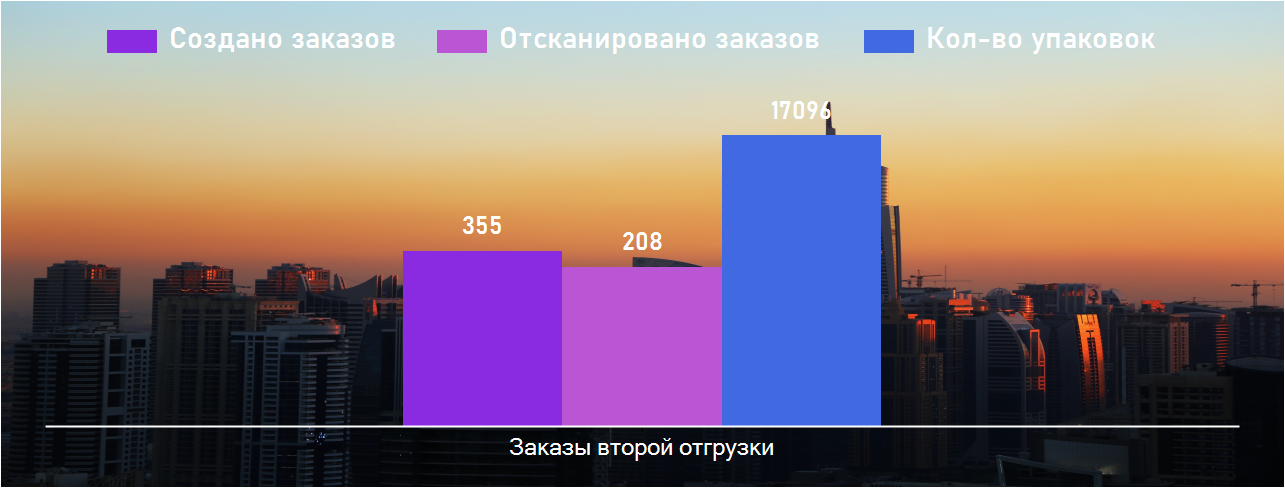 Создано заказов
Отсканировано заказов
Кол-во упаковок
17096
355
208
Заказы второй отгрузки